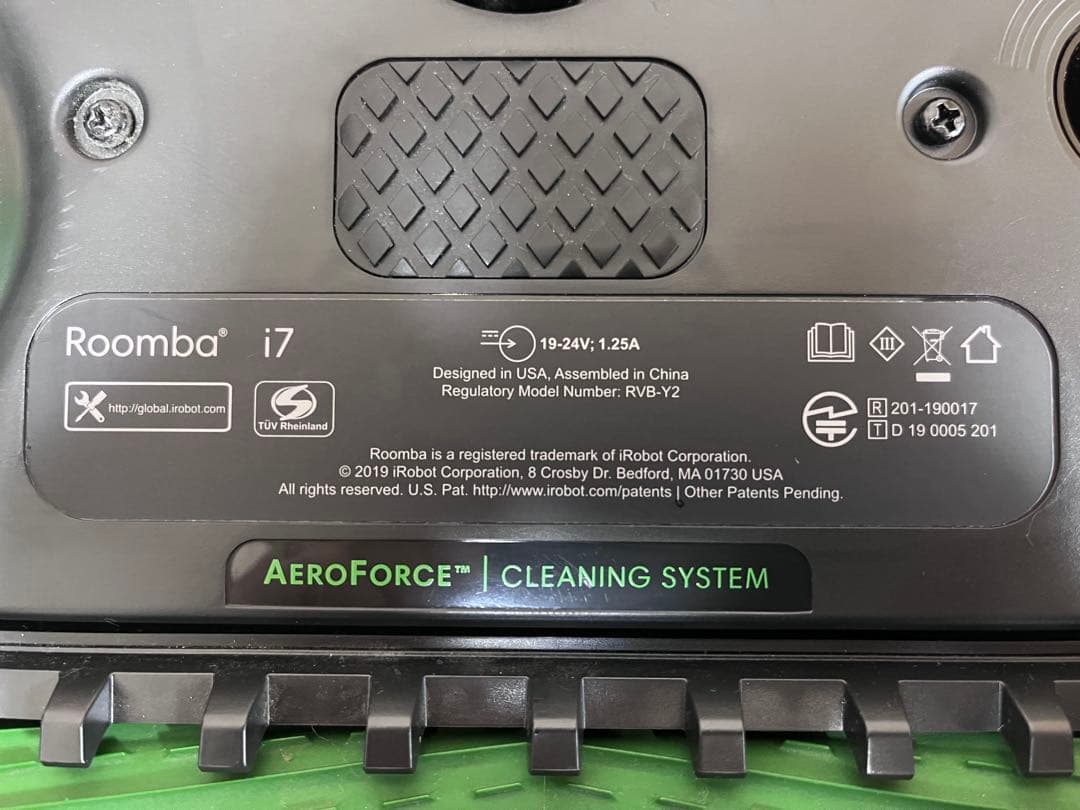 Roomba® i7
19-24V; 1.25A
Designed in USA, Assembled in China
Regulatory Model Number: RVB-Y2
http://global.irobot.com
TÜV Rheinland
III
R 201-190017
T D 19 0005 201
Roomba is a registered trademark of iRobot Corporation.
© 2019 iRobot Corporation, 8 Crosby Dr. Bedford, MA 01730 USA
All rights reserved. U.S. Pat. http://www.irobot.com/patents | Other Patents Pending.
AEROFORCE™ | CLEANING SYSTEM